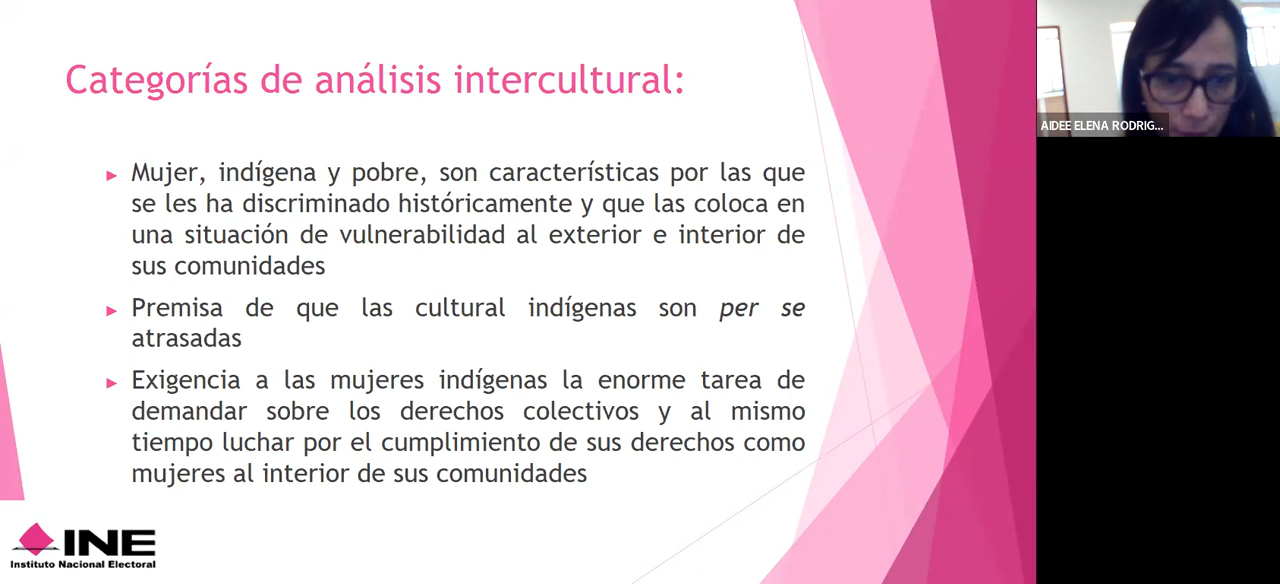 Categorías de análisis intercultural:
Mujer, indígena y pobre, son características por las que
se les ha discriminado históricamente y que las coloca en
una situación de vulnerabilidad al exterior e interior de
sus comunidades
Premisa de que las cultural indígenas son per se
atrasadas
Exigencia a las mujeres indígenas la enorme tarea de
demandar sobre los derechos colectivos y al mismo
tiempo luchar por el cumplimiento de sus derechos como
mujeres al interior de sus comunidades
INE
Instituto Nacional Electoral
AIDEE ELENA RODRIG...